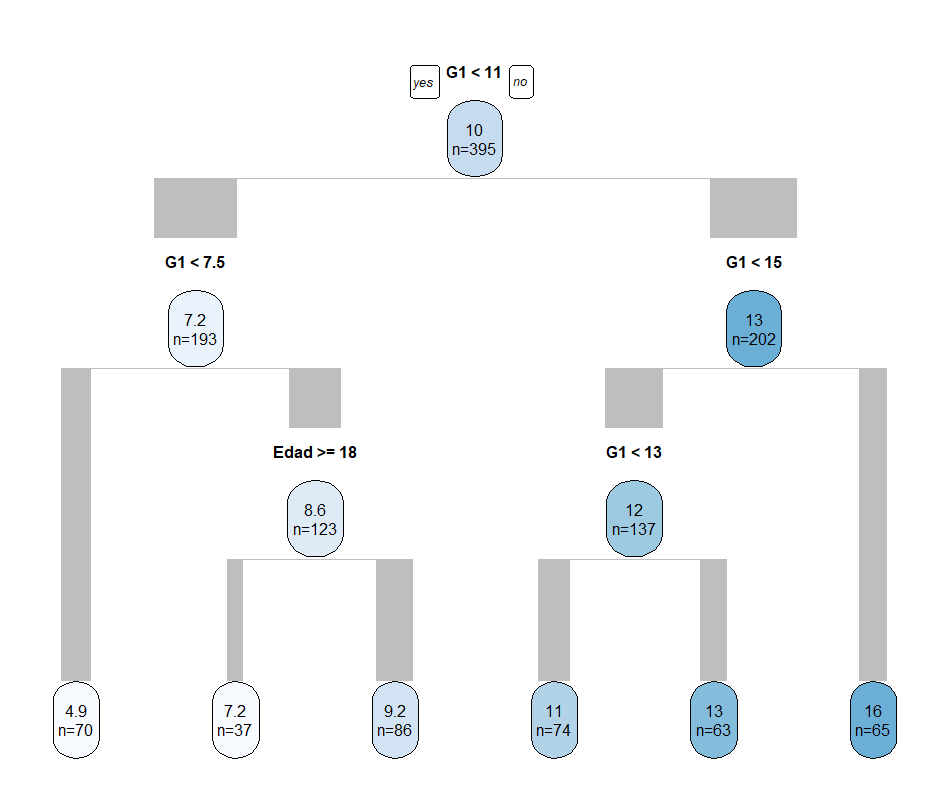 yes G1 < 11 no
10
n=395
G1 < 7.5 G1 < 15
7.2 13
n=193 n=202
Edad >= 18 G1 < 13
8.6 12
n=123 n=137
4.9 7.2 9.2 11 13 16
n=70 n=37 n=86 n=74 n=63 n=65